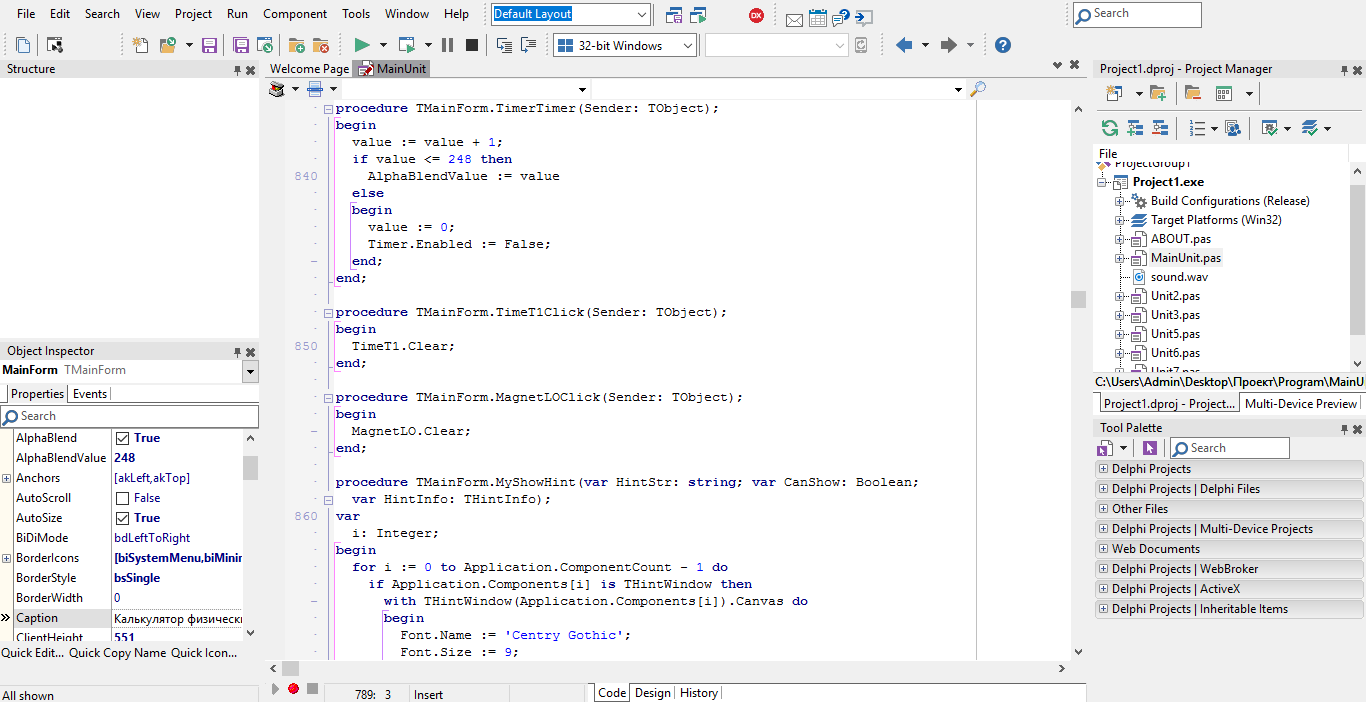 File Edit Search View Project Run Component Tools Window Help Default Layout DX Search
32-bit Windows
Structure
Welcome Page MainUnit
procedure TMainForm.TimerTimer(Sender: TObject);
begin
value := value + 1;
if value <= 248 then
840 AlphaBlendValue := value
else
begin
value := 0;
Timer.Enabled := False;
end;
end;
procedure TMainForm.TimeT1Click(Sender: TObject);
begin
850 TimeT1.Clear;
end;
procedure TMainForm.MagnetLOClick(Sender: TObject);
begin
MagnetLO.Clear;
end;
procedure TMainForm.MyShowHint(var HintStr: string; var CanShow: Boolean;
var HintInfo: THintInfo);
860 var
i: Integer;
begin
for i := 0 to Application.ComponentCount - 1 do
if Application.Components[i] is THintWindow then
with THintWindow(Application.Components[i]).Canvas do
begin
Font.Name := 'Centry Gothic';
Font.Size := 9;
789: 3 Insert
Code Design History
Object Inspector
MainForm TMainForm
Properties Events
Search
AlphaBlend True
AlphaBlendValue 248
Anchors [akLeft,akTop]
AutoScroll False
AutoSize True
BiDiMode bdLeftToRight
BorderIcons [biSystemMenu,biMinim
BorderStyle bsSingle
BorderWidth 0
Caption Калькулятор физически
ClientHeight 551
Quick Edit... Quick Copy Name Quick Icon...
All shown
Project1.dproj - Project Manager
File
ProjectGroup1
Project1.exe
Build Configurations (Release)
Target Platforms (Win32)
ABOUT.pas
MainUnit.pas
sound.wav
Unit2.pas
Unit3.pas
Unit5.pas
Unit6.pas
Unit7.pas
C:\Users\Admin\Desktop\Проект\Program\MainU
Project1.dproj - Project... Multi-Device Preview
Tool Palette
Search
Delphi Projects
Delphi Projects | Delphi Files
Other Files
Delphi Projects | Multi-Device Projects
Web Documents
Delphi Projects | WebBroker
Delphi Projects | ActiveX
Delphi Projects | Inheritable Items